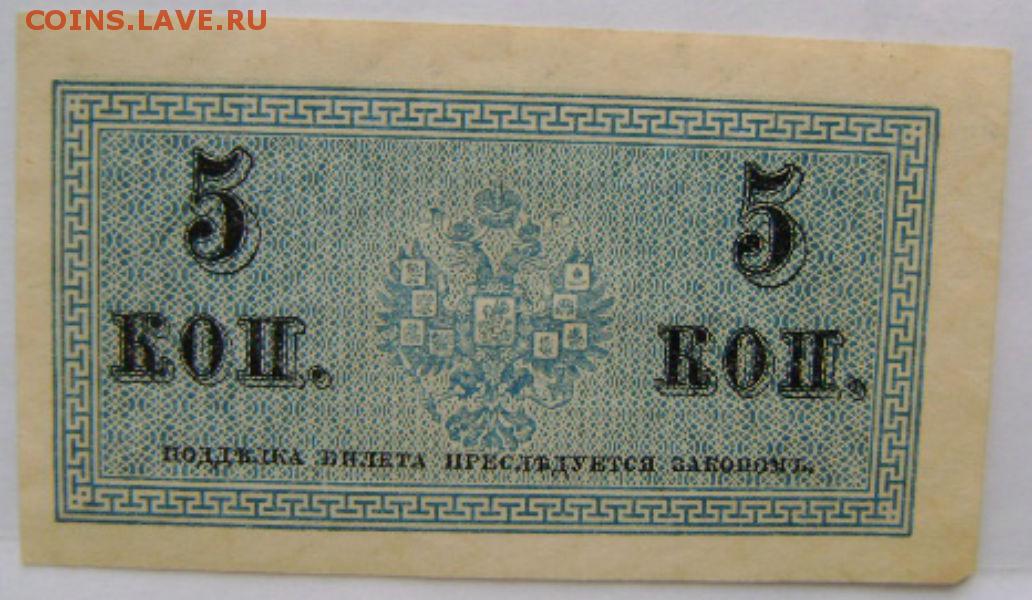 COINS.LAVE.RU
5 5
КОП. КОП.
ПОДДѢЛКА БИЛЕТА ПРЕСЛѢДУЕТСЯ ЗАКОНОМЪ.